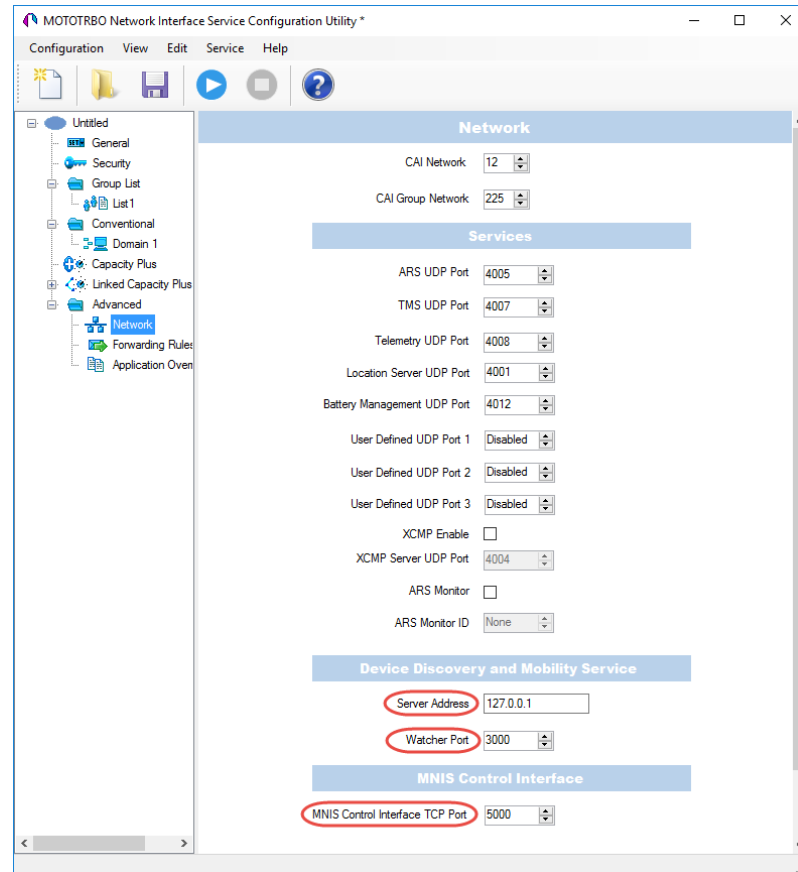 MOTOTRBO Network Interface Service Configuration Utility *
Configuration View Edit Service Help
Untitled
SETUP General
Security
Group List
List1
Conventional
Domain 1
Capacity Plus
Linked Capacity Plus
Advanced
Network
Forwarding Rules
Application Overr
Network
CAI Network 12
CAI Group Network 225
Services
ARS UDP Port 4005
TMS UDP Port 4007
Telemetry UDP Port 4008
Location Server UDP Port 4001
Battery Management UDP Port 4012
User Defined UDP Port 1 Disabled
User Defined UDP Port 2 Disabled
User Defined UDP Port 3 Disabled
XCMP Enable
XCMP Server UDP Port 4004
ARS Monitor
ARS Monitor ID None
Device Discovery and Mobility Service
Server Address 127.0.0.1
Watcher Port 3000
MNIS Control Interface
MNIS Control Interface TCP Port 5000